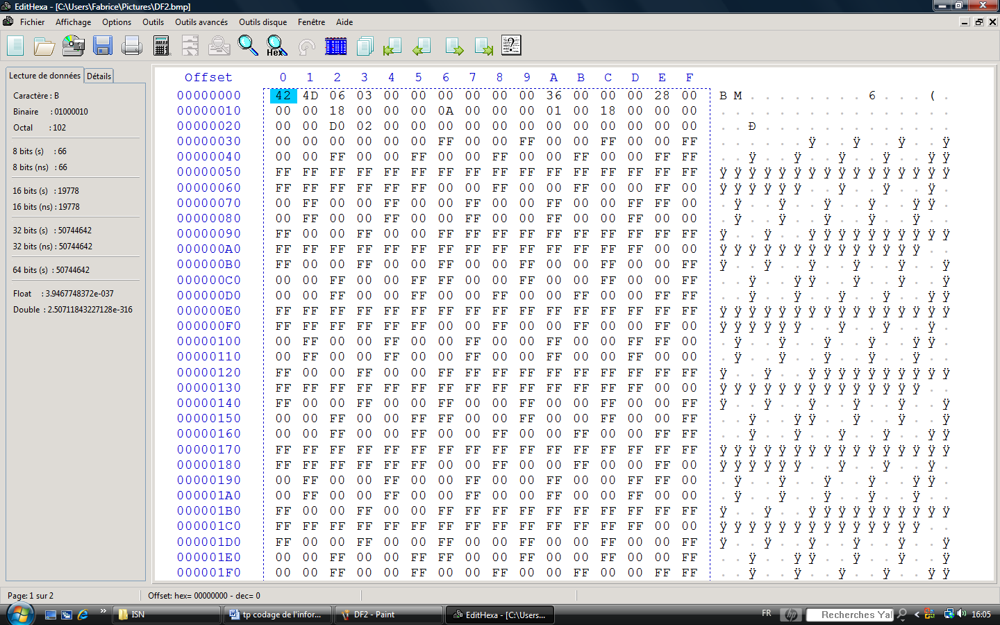 EditHexa - [C:\Users\Fabrice\Pictures\DF2.bmp]
Fichier Affichage Options Outils Outils avancés Outils disque Fenêtre Aide
Hex
Lecture de données Détails
Caractère : B
Binaire : 01000010
Octal : 102
8 bits (s) : 66
8 bits (ns) : 66
16 bits (s) : 19778
16 bits (ns) : 19778
32 bits (s) : 50744642
32 bits (ns) : 50744642
64 bits (s) : 50744642
Float : 3.9467748372e-037
Double : 2.50711843227128e-316
Offset 0 1 2 3 4 5 6 7 8 9 A B C D E F
00000000 42 4D 06 03 00 00 00 00 00 00 36 00 00 00 28 00 B M . . . . . . . . 6 . . . ( .
00000010 00 00 18 00 00 00 0A 00 00 00 01 00 18 00 00 00 . . . . . . . . . . . . . . . .
00000020 00 00 D0 02 00 00 00 00 00 00 00 00 00 00 00 00 . . Ð . . . . . . . . . . . . .
00000030 00 00 00 00 00 00 FF 00 00 FF 00 00 FF 00 00 FF . . . . . . ÿ . . ÿ . . ÿ . . ÿ
00000040 00 00 FF 00 00 FF 00 00 FF 00 00 FF 00 00 FF FF . . ÿ . . ÿ . . ÿ . . ÿ . . ÿ ÿ
00000050 FF FF FF FF FF FF FF FF FF FF FF FF FF FF FF FF ÿ ÿ ÿ ÿ ÿ ÿ ÿ ÿ ÿ ÿ ÿ ÿ ÿ ÿ ÿ ÿ
00000060 FF FF FF FF FF FF 00 00 FF 00 00 FF 00 00 FF 00 ÿ ÿ ÿ ÿ ÿ ÿ . . ÿ . . ÿ . . ÿ .
00000070 00 FF 00 00 FF 00 00 FF 00 00 FF 00 00 FF FF 00 . ÿ . . ÿ . . ÿ . . ÿ . . ÿ ÿ .
00000080 00 FF 00 00 FF 00 00 FF 00 00 FF 00 00 FF 00 00 . ÿ . . ÿ . . ÿ . . ÿ . . ÿ . .
00000090 FF 00 00 FF 00 00 FF FF FF FF FF FF FF FF FF FF ÿ . . ÿ . . ÿ ÿ ÿ ÿ ÿ ÿ ÿ ÿ ÿ ÿ
000000A0 FF FF FF FF FF FF FF FF FF FF FF FF FF FF 00 00 ÿ ÿ ÿ ÿ ÿ ÿ ÿ ÿ ÿ ÿ ÿ ÿ ÿ ÿ . .
000000B0 FF 00 00 FF 00 00 FF 00 00 FF 00 00 FF 00 00 FF ÿ . . ÿ . . ÿ . . ÿ . . ÿ . . ÿ
000000C0 00 00 FF 00 00 FF FF 00 00 FF 00 00 FF 00 00 FF . . ÿ . . ÿ ÿ . . ÿ . . ÿ . . ÿ
000000D0 00 00 FF 00 00 FF 00 00 FF 00 00 FF 00 00 FF FF . . ÿ . . ÿ . . ÿ . . ÿ . . ÿ ÿ
000000E0 FF FF FF FF FF FF FF FF FF FF FF FF FF FF FF FF ÿ ÿ ÿ ÿ ÿ ÿ ÿ ÿ ÿ ÿ ÿ ÿ ÿ ÿ ÿ ÿ
000000F0 FF FF FF FF FF FF 00 00 FF 00 00 FF 00 00 FF 00 ÿ ÿ ÿ ÿ ÿ ÿ . . ÿ . . ÿ . . ÿ .
00000100 00 FF 00 00 FF 00 00 FF 00 00 FF 00 00 FF FF 00 . ÿ . . ÿ . . ÿ . . ÿ . . ÿ ÿ .
00000110 00 FF 00 00 FF 00 00 FF 00 00 FF 00 00 FF 00 00 . ÿ . . ÿ . . ÿ . . ÿ . . ÿ . .
00000120 FF 00 00 FF 00 00 FF FF FF FF FF FF FF FF FF FF ÿ . . ÿ . . ÿ ÿ ÿ ÿ ÿ ÿ ÿ ÿ ÿ ÿ
00000130 FF FF FF FF FF FF FF FF FF FF FF FF FF FF 00 00 ÿ ÿ ÿ ÿ ÿ ÿ ÿ ÿ ÿ ÿ ÿ ÿ ÿ ÿ . .
00000140 FF 00 00 FF 00 00 FF 00 00 FF 00 00 FF 00 00 FF ÿ . . ÿ . . ÿ . . ÿ . . ÿ . . ÿ
00000150 00 00 FF 00 00 FF FF 00 00 FF 00 00 FF 00 00 FF . . ÿ . . ÿ ÿ . . ÿ . . ÿ . . ÿ
00000160 00 00 FF 00 00 FF 00 00 FF 00 00 FF 00 00 FF FF . . ÿ . . ÿ . . ÿ . . ÿ . . ÿ ÿ
00000170 FF FF FF FF FF FF FF FF FF FF FF FF FF FF FF FF ÿ ÿ ÿ ÿ ÿ ÿ ÿ ÿ ÿ ÿ ÿ ÿ ÿ ÿ ÿ ÿ
00000180 FF FF FF FF FF FF 00 00 FF 00 00 FF 00 00 FF 00 ÿ ÿ ÿ ÿ ÿ ÿ . . ÿ . . ÿ . . ÿ .
00000190 00 FF 00 00 FF 00 00 FF 00 00 FF 00 00 FF FF 00 . ÿ . . ÿ . . ÿ . . ÿ . . ÿ ÿ .
000001A0 00 FF 00 00 FF 00 00 FF 00 00 FF 00 00 FF 00 00 . ÿ . . ÿ . . ÿ . . ÿ . . ÿ . .
000001B0 FF 00 00 FF 00 00 FF FF FF FF FF FF FF FF FF FF ÿ . . ÿ . . ÿ ÿ ÿ ÿ ÿ ÿ ÿ ÿ ÿ ÿ
000001C0 FF FF FF FF FF FF FF FF FF FF FF FF FF FF 00 00 ÿ ÿ ÿ ÿ ÿ ÿ ÿ ÿ ÿ ÿ ÿ ÿ ÿ ÿ . .
000001D0 FF 00 00 FF 00 00 FF 00 00 FF 00 00 FF 00 00 FF ÿ . . ÿ . . ÿ . . ÿ . . ÿ . . ÿ
000001E0 00 00 FF 00 00 FF FF 00 00 FF 00 00 FF 00 00 FF . . ÿ . . ÿ ÿ . . ÿ . . ÿ . . ÿ
000001F0 00 00 FF 00 00 FF 00 00 FF 00 00 FF 00 00 FF FF . . ÿ . . ÿ . . ÿ . . ÿ . . ÿ ÿ
Page: 1 sur 2 Offset: hex= 00000000 - dec= 0
» ISN tp codage de l'infor... DF2 - Paint EditHexa - [C:\Users... FR hp Recherches Ya! < 16:05